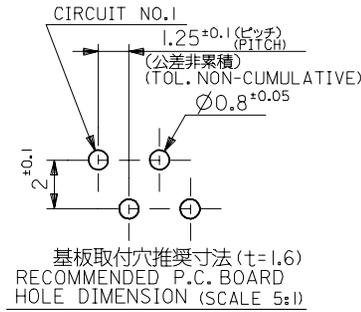 CIRCUIT NO.1
1.25±0.1(ピッチ)
(PITCH)
(公差非累積)
(TOL. NON-CUMULATIVE)
∅0.8±0.05
2±0.1
基板取付穴推奨寸法(t=1.6)
RECOMMENDED P.C. BOARD
HOLE DIMENSION (SCALE 5:1)